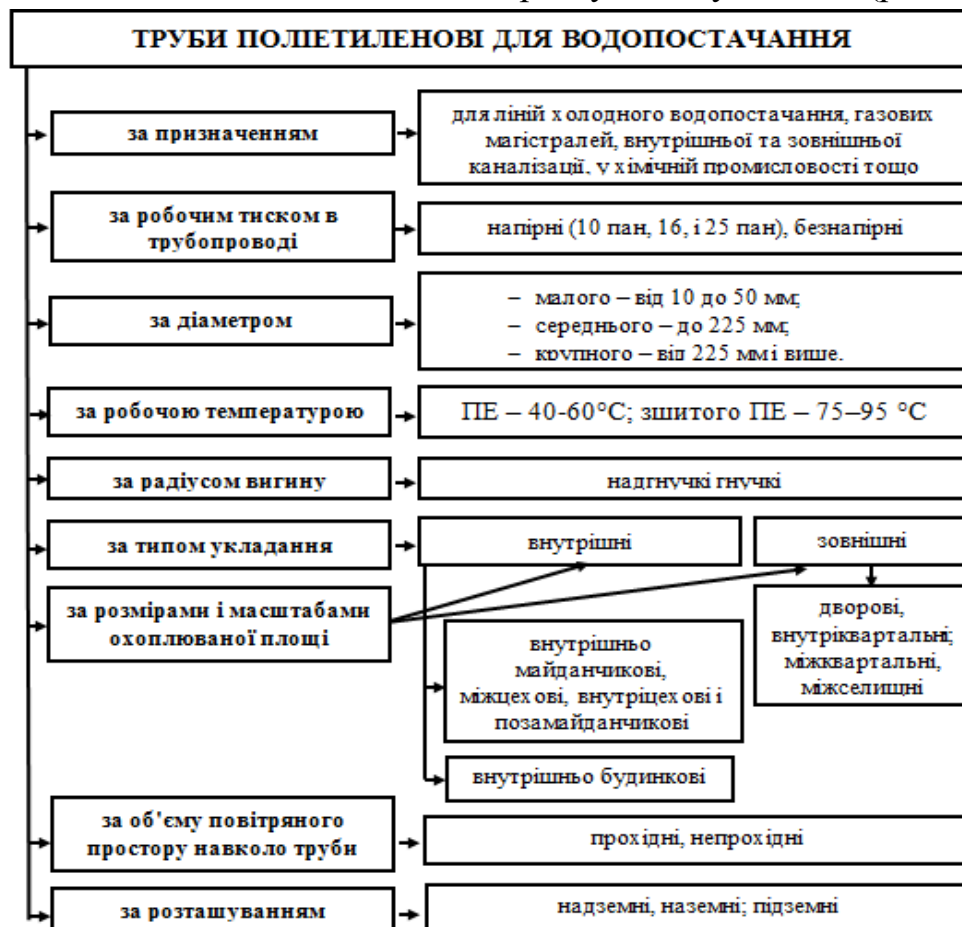 ТРУБИ ПОЛІЕТИЛЕНОВІ ДЛЯ ВОДОПОСТАЧАННЯ
за призначенням
для ліній холодного водопостачання, газових
магістралей, внутрішньої та зовнішньої
каналізації, у хімічній промисловості тощо
за робочим тиском в
трубопроводі
напірні (10 пан, 16, і 25 пан), безнапірні
за діаметром
– малого – від 10 до 50 мм;
– середнього – до 225 мм;
– крупного – від 225 мм і више.
за робочою температурою
ПЕ – 40-60°С; зшитого ПЕ – 75–95 °С
за радіусом вигину
надгнучкі гнучкі
за типом укладання
внутрішні
зовнішні
за розмірами і масштабами
охоплюваної площі
дворові,
внутріквартальні;
міжквартальні,
міжселищні
внутрішньо
майданчикові,
міжцехові, внутріцехові і
позамайданчикові
внутрішньо будинкові
за об'єму повітряного
простору навколо труби
прохідні, непрохідні
за розташуванням
надземні, наземні; підземні